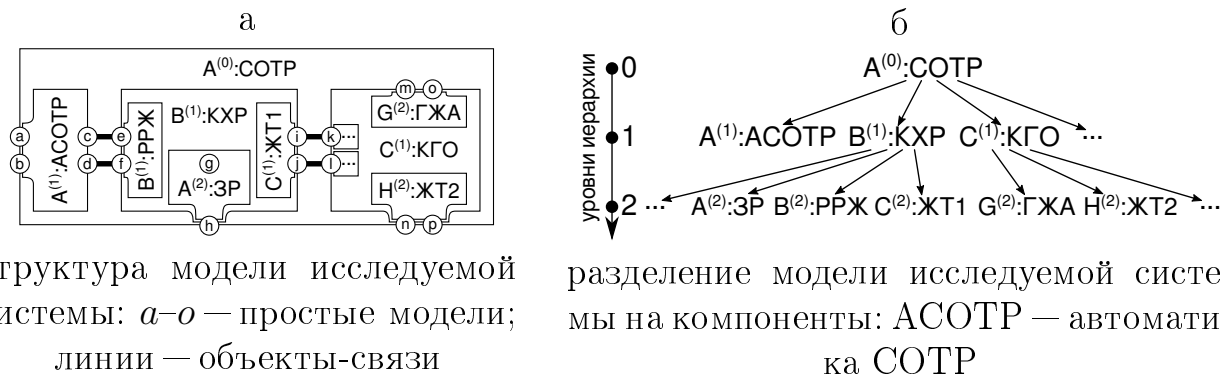 а
A(0):СОТР
A(1):АСОТР
B(1):РРЖ
B(1):КХР
A(2):ЗР
C(1):ЖТ1
G(2):ГЖА
C(1):КГО
H(2):ЖТ2
a
b
c
d
e
f
g
h
i
j
k
l
m
o
n
p
...
...
труктура модели исследуемой
истемы: а–о — простые модели;
линии — объекты-связи
б
уровни иерархии
0
A(0):СОТР
1
A(1):АСОТР B(1):КХР C(1):КГО ...
2
... A(2):ЗР B(2):РРЖ C(2):ЖТ1 G(2):ГЖА H(2):ЖТ2 ...
разделение модели исследуемой систе
мы на компоненты: АСОТР — автомати
ка СОТР